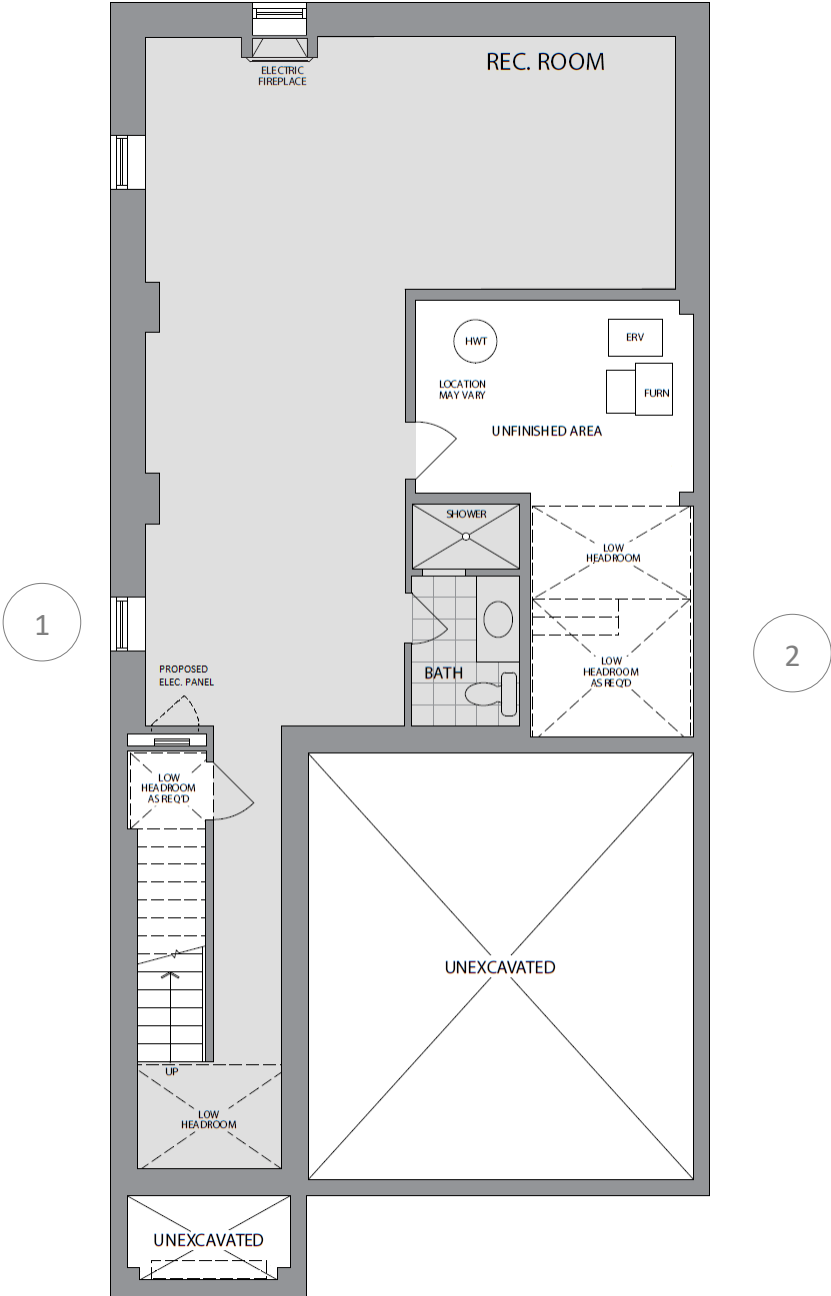 REC. ROOM
ELECTRIC
FIREPLACE
HWT
ERV
LOCATION
MAY VARY
FURN
UNFINISHED AREA
SHOWER
LOW
HEADROOM
1
2
LOW
HEADROOM
AS REQ'D
BATH
PROPOSED
ELEC. PANEL
LOW
HEADROOM
AS REQ'D
UNEXCAVATED
UP
LOW
HEADROOM
UNEXCAVATED